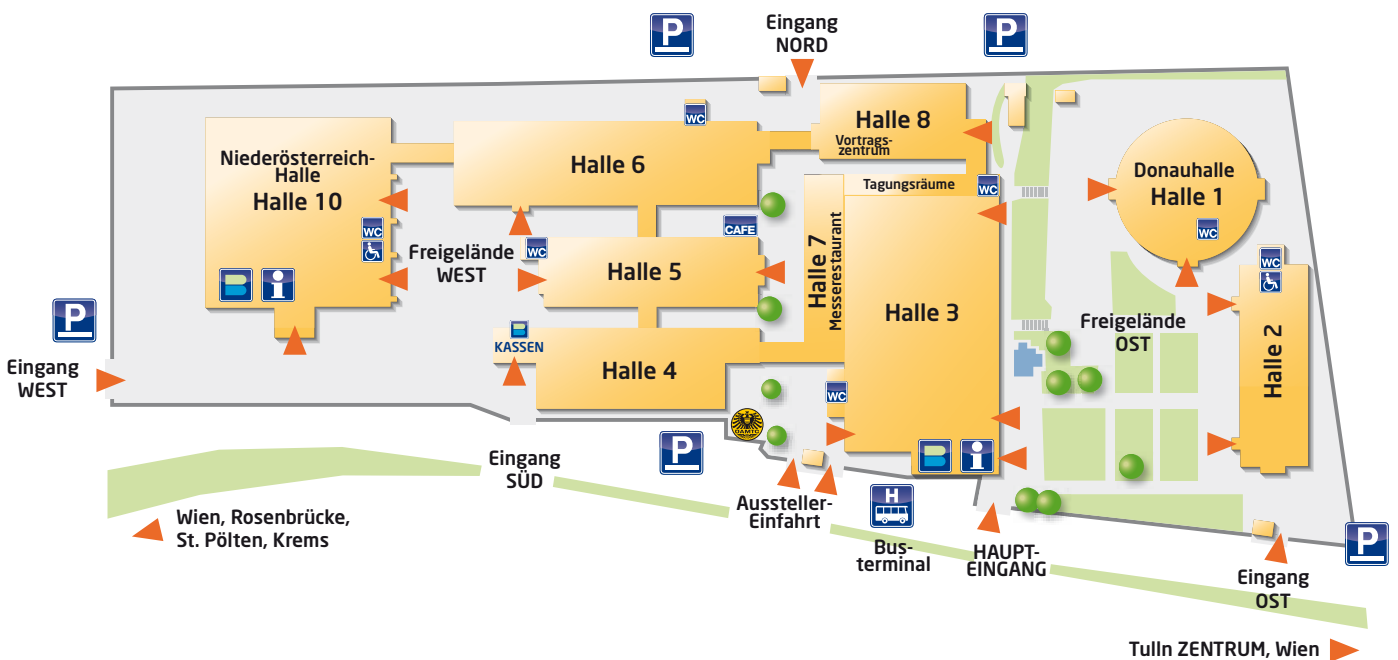 P
Eingang
NORD
P
Niederösterreich-
Halle
Halle 10
WC
Halle 6
WC
Halle 8
Vortrags-
zentrum
Tagungsräume
WC
Donauhalle
Halle 1
WC
Freigelände
WEST
WC
CAFE
Halle 5
Halle 7
Messerestaurant
Halle 3
WC
Halle 2
Freigelände
OST
P
Eingang
WEST
KASSEN
Halle 4
WC
ÖAMTC
P
Eingang
SÜD
Aussteller-
Einfahrt
H
Bus-
terminal
HAUPT-
EINGANG
P
Eingang
OST
Wien, Rosenbrücke,
St. Pölten, Krems
Tulln ZENTRUM, Wien